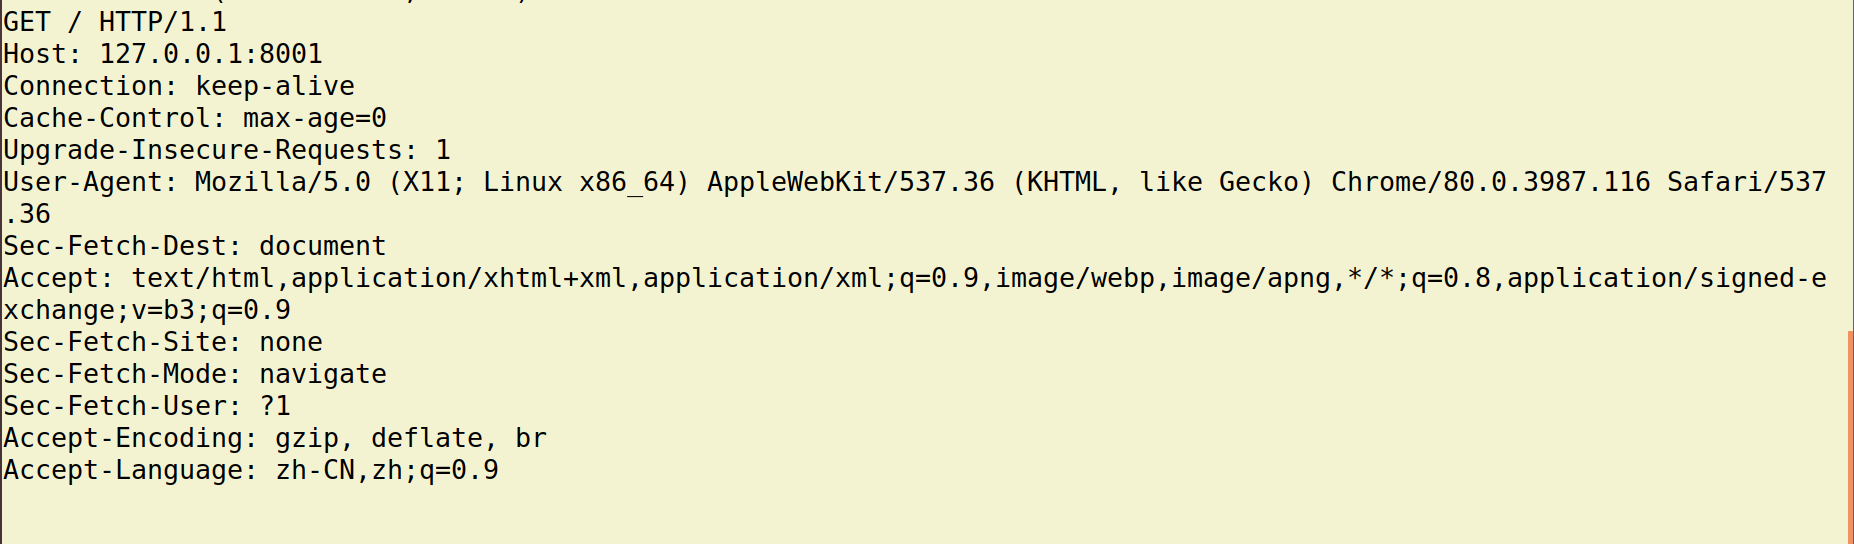 GET / HTTP/1.1
Host: 127.0.0.1:8001
Connection: keep-alive
Cache-Control: max-age=0
Upgrade-Insecure-Requests: 1
User-Agent: Mozilla/5.0 (X11; Linux x86_64) AppleWebKit/537.36 (KHTML, like Gecko) Chrome/80.0.3987.116 Safari/537
.36
Sec-Fetch-Dest: document
Accept: text/html,application/xhtml+xml,application/xml;q=0.9,image/webp,image/apng,*/*;q=0.8,application/signed-e
xchange;v=b3;q=0.9
Sec-Fetch-Site: none
Sec-Fetch-Mode: navigate
Sec-Fetch-User: ?1
Accept-Encoding: gzip, deflate, br
Accept-Language: zh-CN,zh;q=0.9